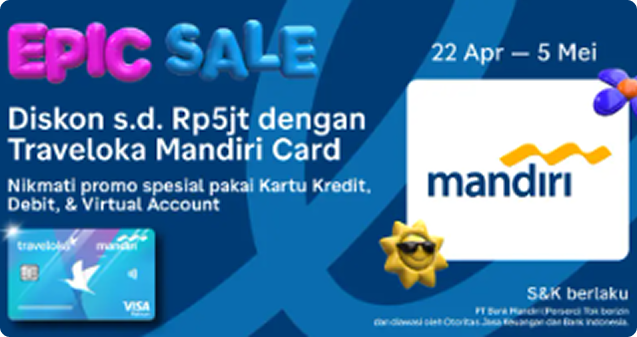 EPIC SALE
22 Apr — 5 Mei
Diskon s.d. Rp5jt dengan
Traveloka Mandiri Card
Nikmati promo spesial pakai Kartu Kredit,
Debit, & Virtual Account
mandiri
traveloka mandiri
VISA
Platinum
S&K berlaku
PT Bank Mandiri (Persero) Tbk berizin
dan diawasi oleh Otoritas Jasa Keuangan dan Bank Indonesia.